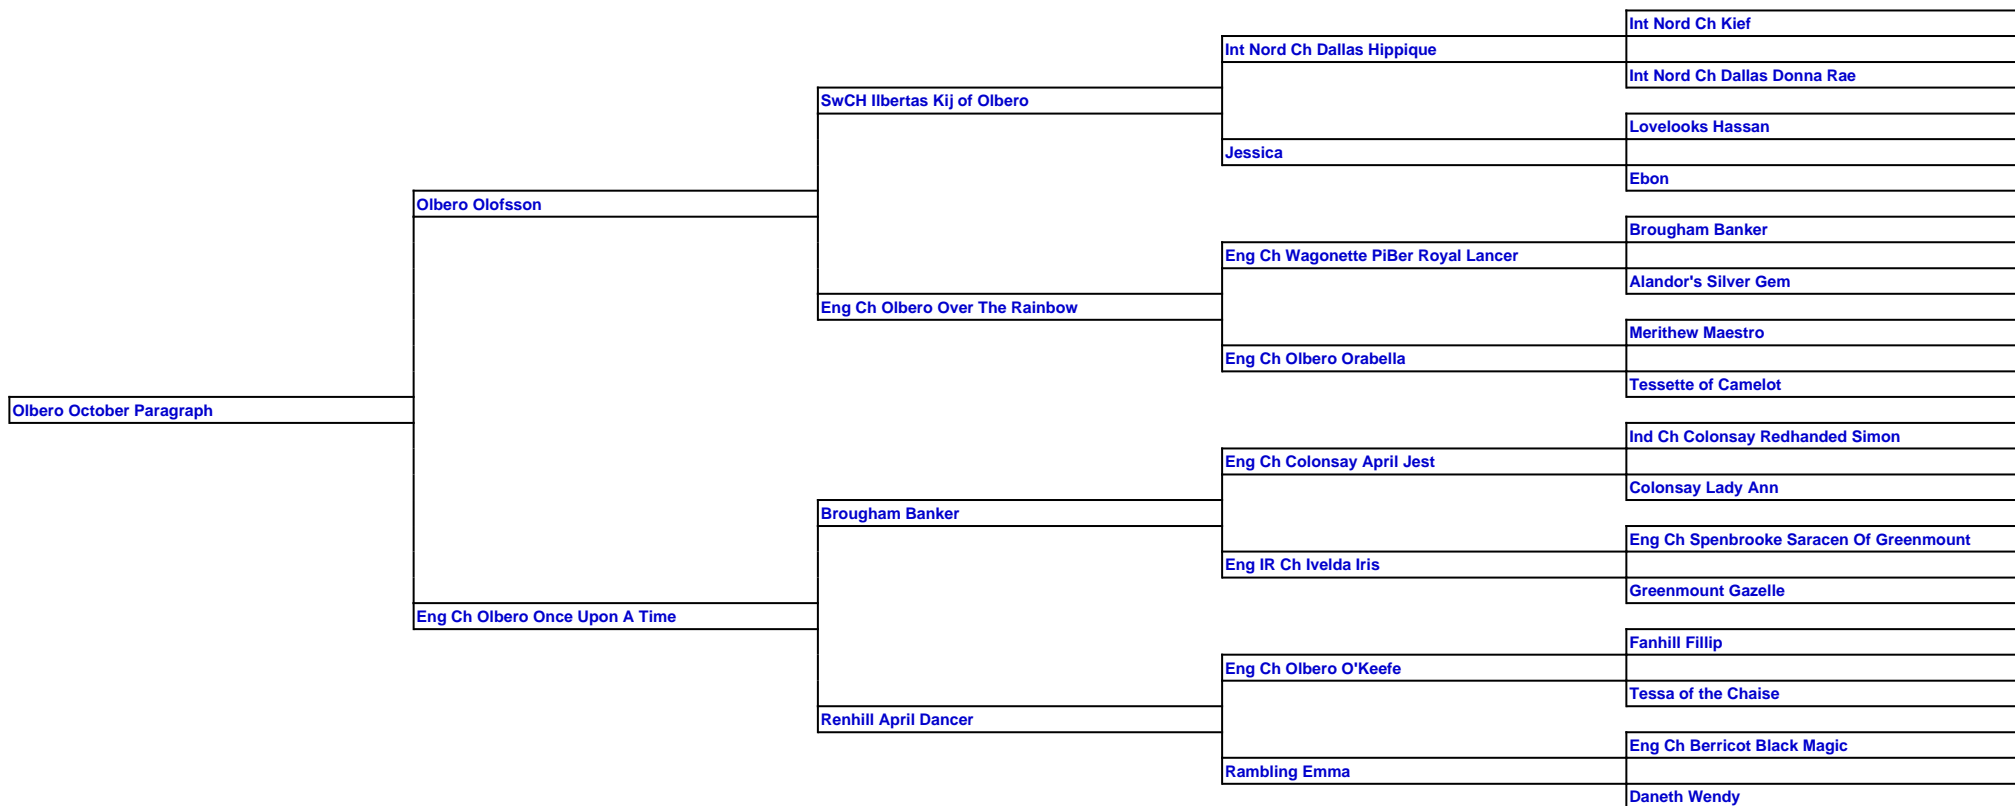 Int Nord Ch Kief
Int Nord Ch Dallas Hippique
Int Nord Ch Dallas Donna Rae
SwCH Ilbertas Kij of Olbero
Lovelooks Hassan
Jessica
Ebon
Olbero Olofsson
Brougham Banker
Eng Ch Wagonette PiBer Royal Lancer
Alandor's Silver Gem
Eng Ch Olbero Over The Rainbow
Merithew Maestro
Eng Ch Olbero Orabella
Tessette of Camelot
Olbero October Paragraph
Ind Ch Colonsay Redhanded Simon
Eng Ch Colonsay April Jest
Colonsay Lady Ann
Brougham Banker
Eng Ch Spenbrooke Saracen Of Greenmount
Eng IR Ch Ivelda Iris
Greenmount Gazelle
Eng Ch Olbero Once Upon A Time
Fanhill Fillip
Eng Ch Olbero O'Keefe
Tessa of the Chaise
Renhill April Dancer
Eng Ch Berricot Black Magic
Rambling Emma
Daneth Wendy